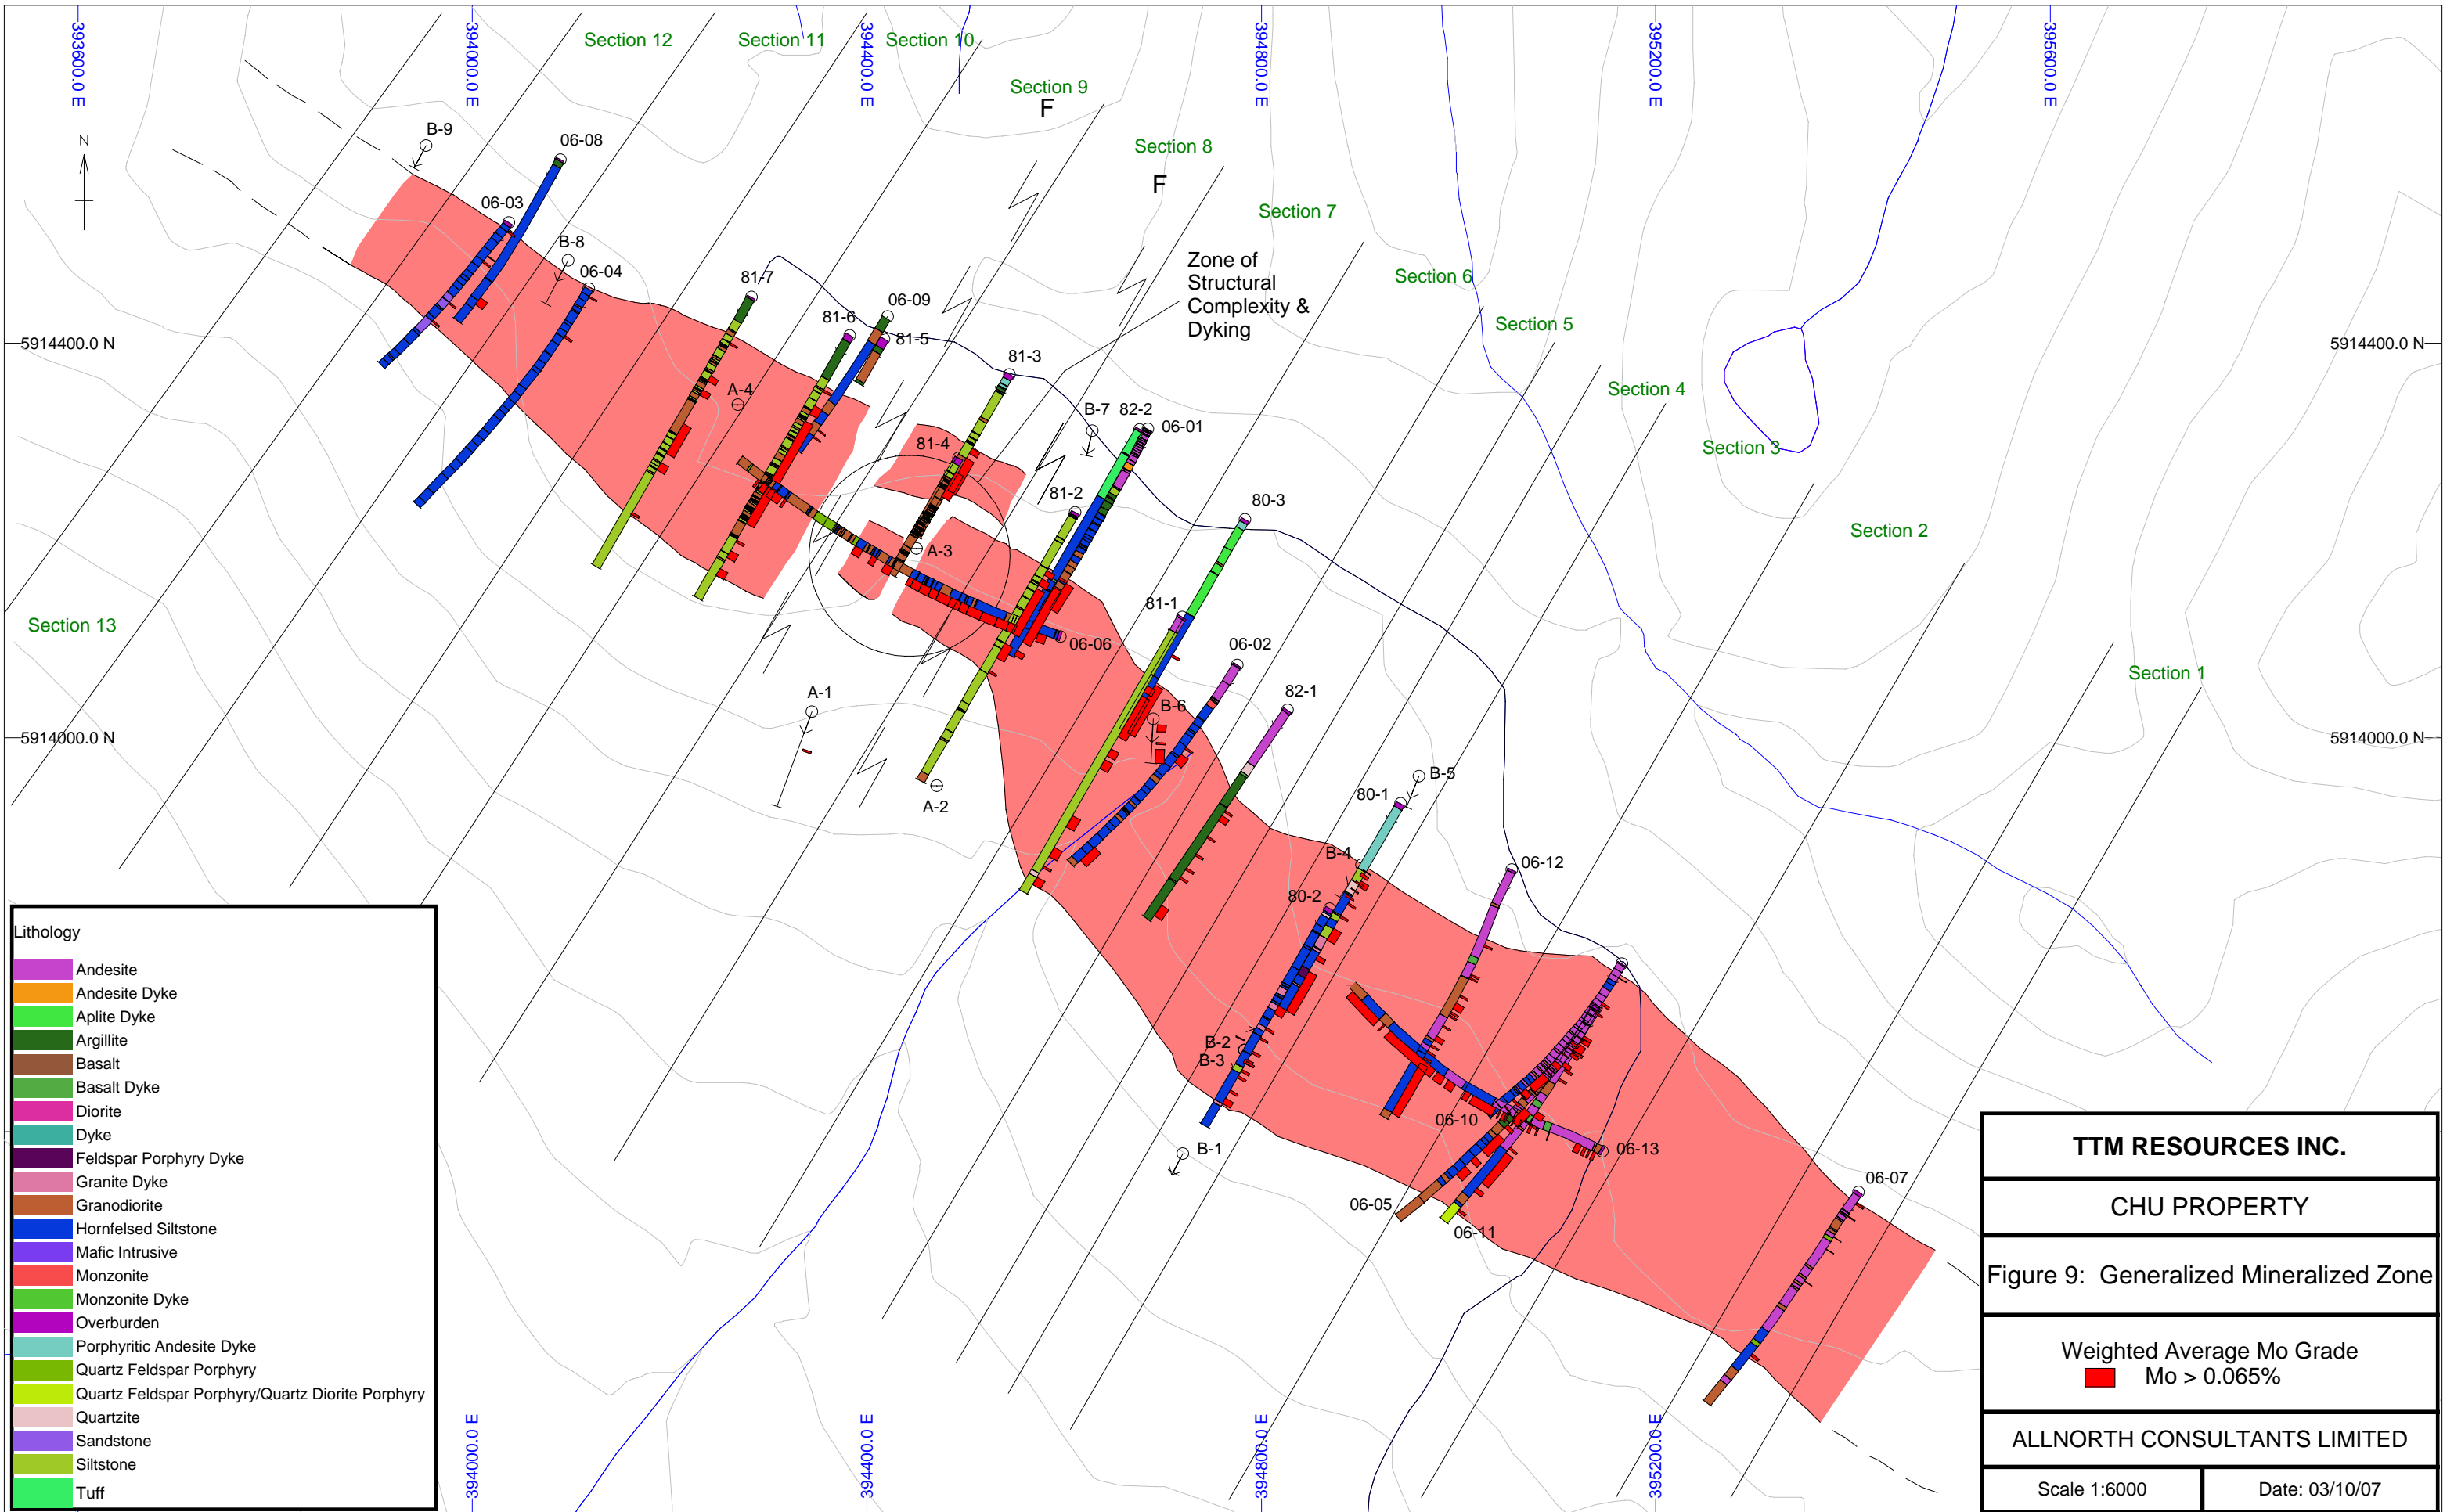 393600.0 E
394000.0 E
394400.0 E
394800.0 E
395200.0 E
395600.0 E
Section 12
Section 11
Section 10
Section 9
F
Section 8
F
Section 7
Section 6
Section 5
Section 4
Section 3
Section 2
Section 1
Section 13
N
B-9
06-08
06-03
B-8
06-04
81-7
06-09
81-6
81-5
81-3
Zone of
Structural
Complexity &
Dyking
5914400.0 N
5914400.0 N
A-4
B-7
82-2
06-01
81-4
81-2
80-3
A-3
81-1
06-06
06-02
A-1
B-6
82-1
5914000.0 N
5914000.0 N
A-2
B-5
80-1
B-4
80-2
06-12
B-2
B-3
06-10
06-13
B-1
06-05
06-11
06-07
Lithology
Andesite
Andesite Dyke
Aplite Dyke
Argillite
Basalt
Basalt Dyke
Diorite
Dyke
Feldspar Porphyry Dyke
Granite Dyke
Granodiorite
Hornfelsed Siltstone
Mafic Intrusive
Monzonite
Monzonite Dyke
Overburden
Porphyritic Andesite Dyke
Quartz Feldspar Porphyry
Quartz Feldspar Porphyry/Quartz Diorite Porphyry
Quartzite
Sandstone
Siltstone
Tuff
394000.0 E
394400.0 E
394800.0 E
395200.0 E
TTM RESOURCES INC.
CHU PROPERTY
Figure 9: Generalized Mineralized Zone
Weighted Average Mo Grade
Mo > 0.065%
ALLNORTH CONSULTANTS LIMITED
Scale 1:6000
Date: 03/10/07